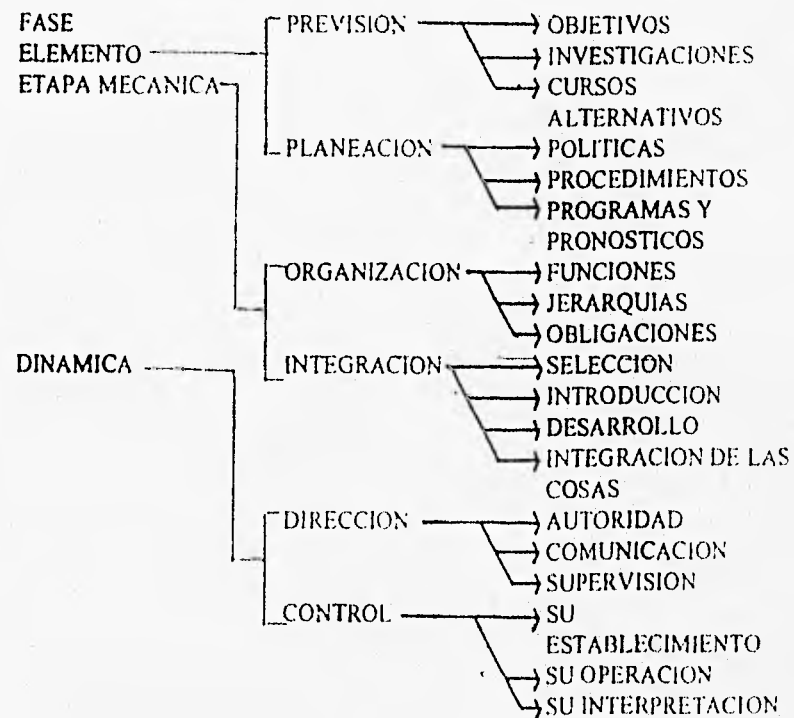 FASE
ELEMENTO
ETAPA MECANICA
PREVISION
OBJETIVOS
INVESTIGACIONES
CURSOS
ALTERNATIVOS
PLANEACION
POLITICAS
PROCEDIMIENTOS
PROGRAMAS Y
PRONOSTICOS
ORGANIZACION
FUNCIONES
JERARQUIAS
OBLIGACIONES
DINAMICA
INTEGRACION
SELECCION
INTRODUCCION
DESARROLLO
INTEGRACION DE LAS
COSAS
DIRECCION
AUTORIDAD
COMUNICACION
SUPERVISION
CONTROL
SU
ESTABLECIMIENTO
SU OPERACION
SU INTERPRETACION